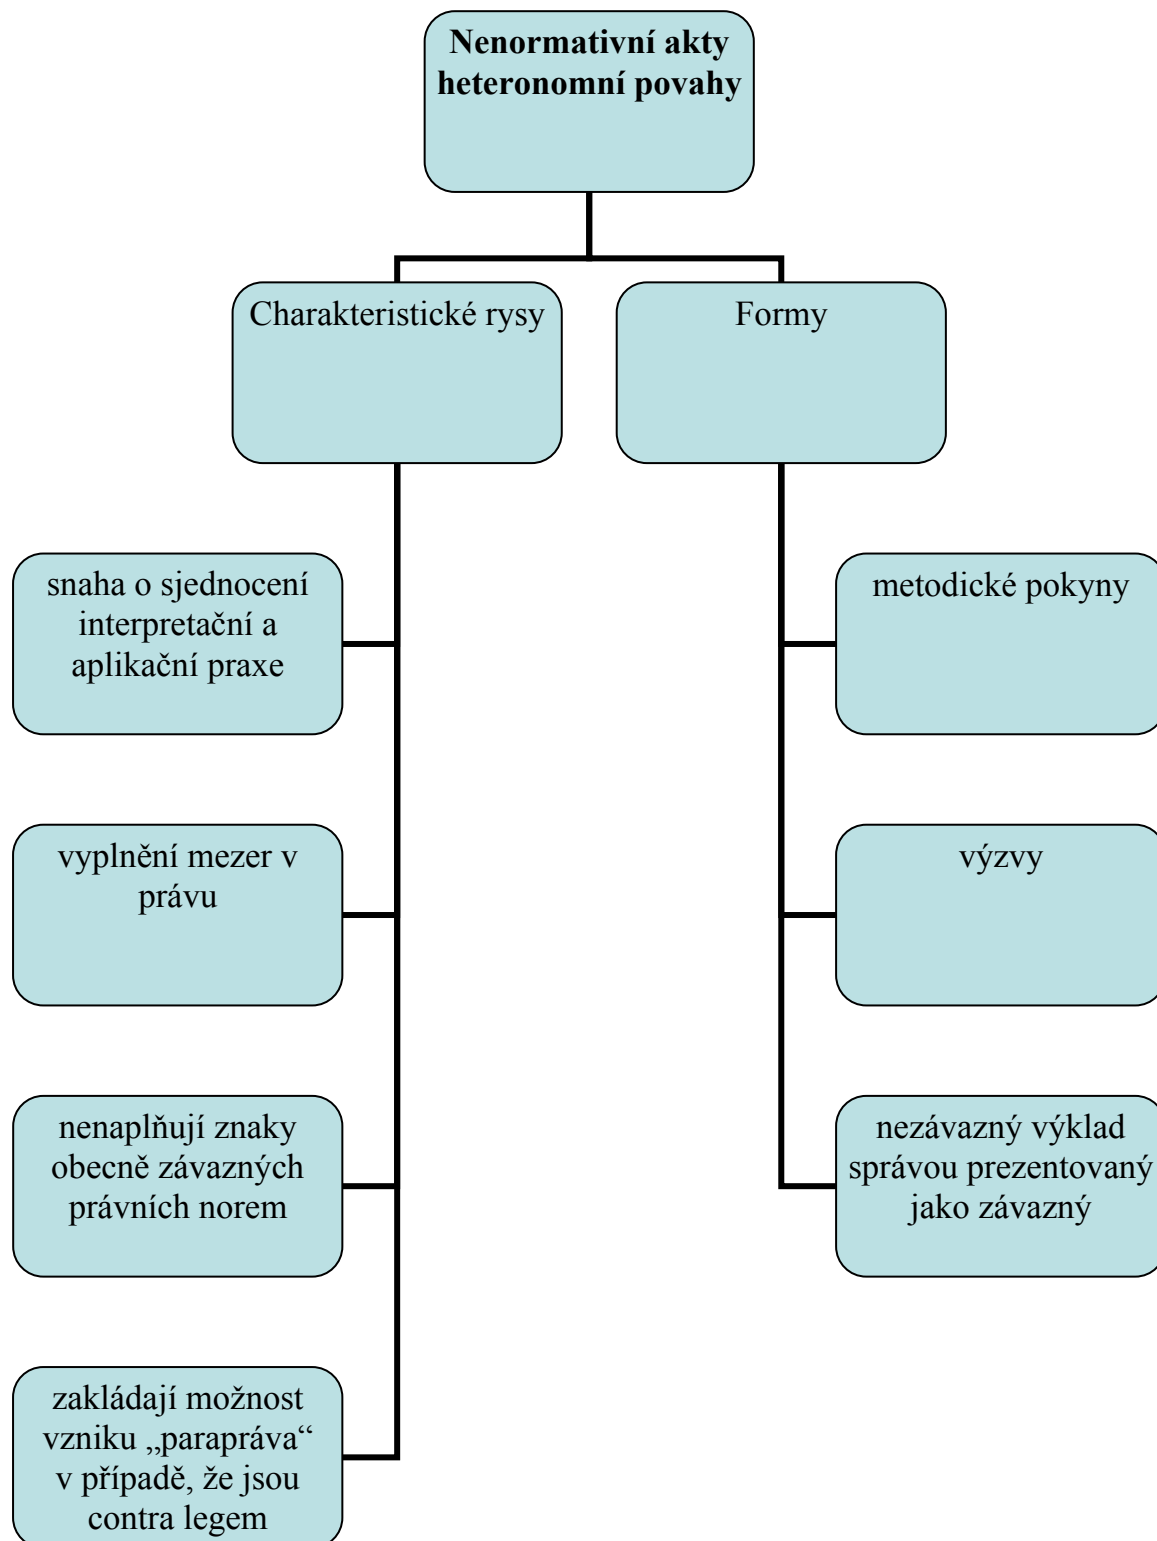 Nenormativní akty
heteronomní povahy
Charakteristické rysy
Formy
snaha o sjednocení
interpretační a
aplikační praxe
metodické pokyny
vyplnění mezer v
právu
výzvy
nenaplňují znaky
obecně závazných
právních norem
nezávazný výklad
správou prezentovaný
jako závazný
zakládají možnost
vzniku „parapráva“
v případě, že jsou
contra legem